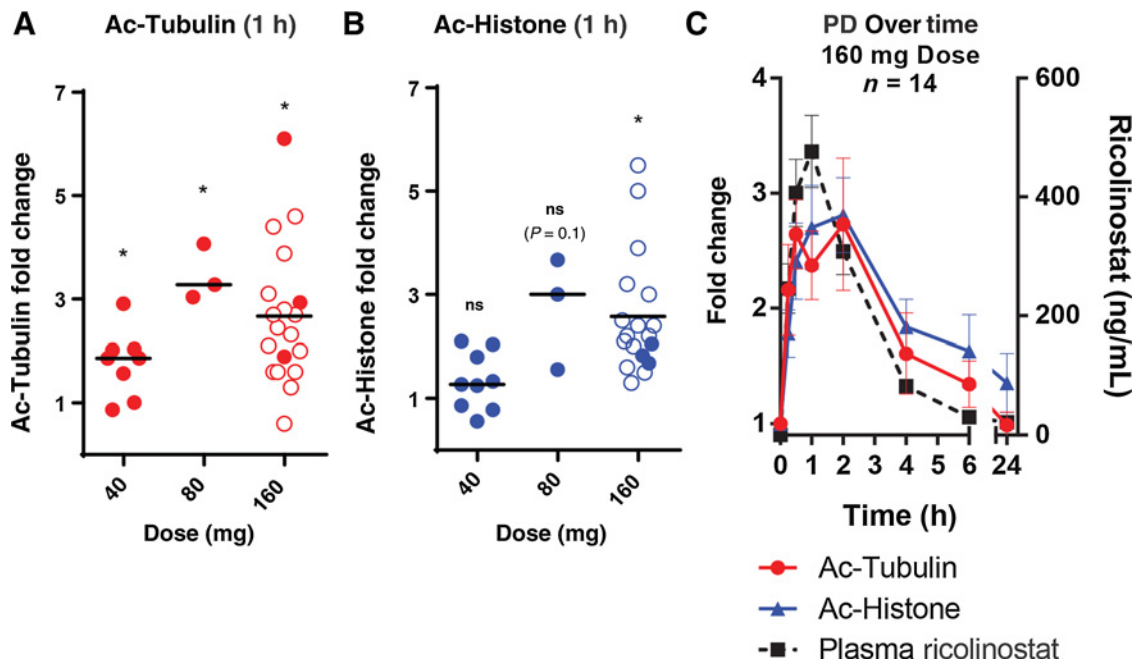 A
Ac-Tubulin (1 h)
Ac-Tubulin fold change
7
5
3
1
*
*
*
40
80
160
Dose (mg)
B
Ac-Histone (1 h)
Ac-Histone fold change
7
5
3
1
ns
ns
(P = 0.1)
*
40
80
160
Dose (mg)
C
PD Over time
160 mg Dose
n = 14
Fold change
4
3
2
1
600
400
200
0
Ricolinostat (ng/mL)
0 1 2 3 4 5 6 24
Time (h)
Ac-Tubulin
Ac-Histone
Plasma ricolinostat